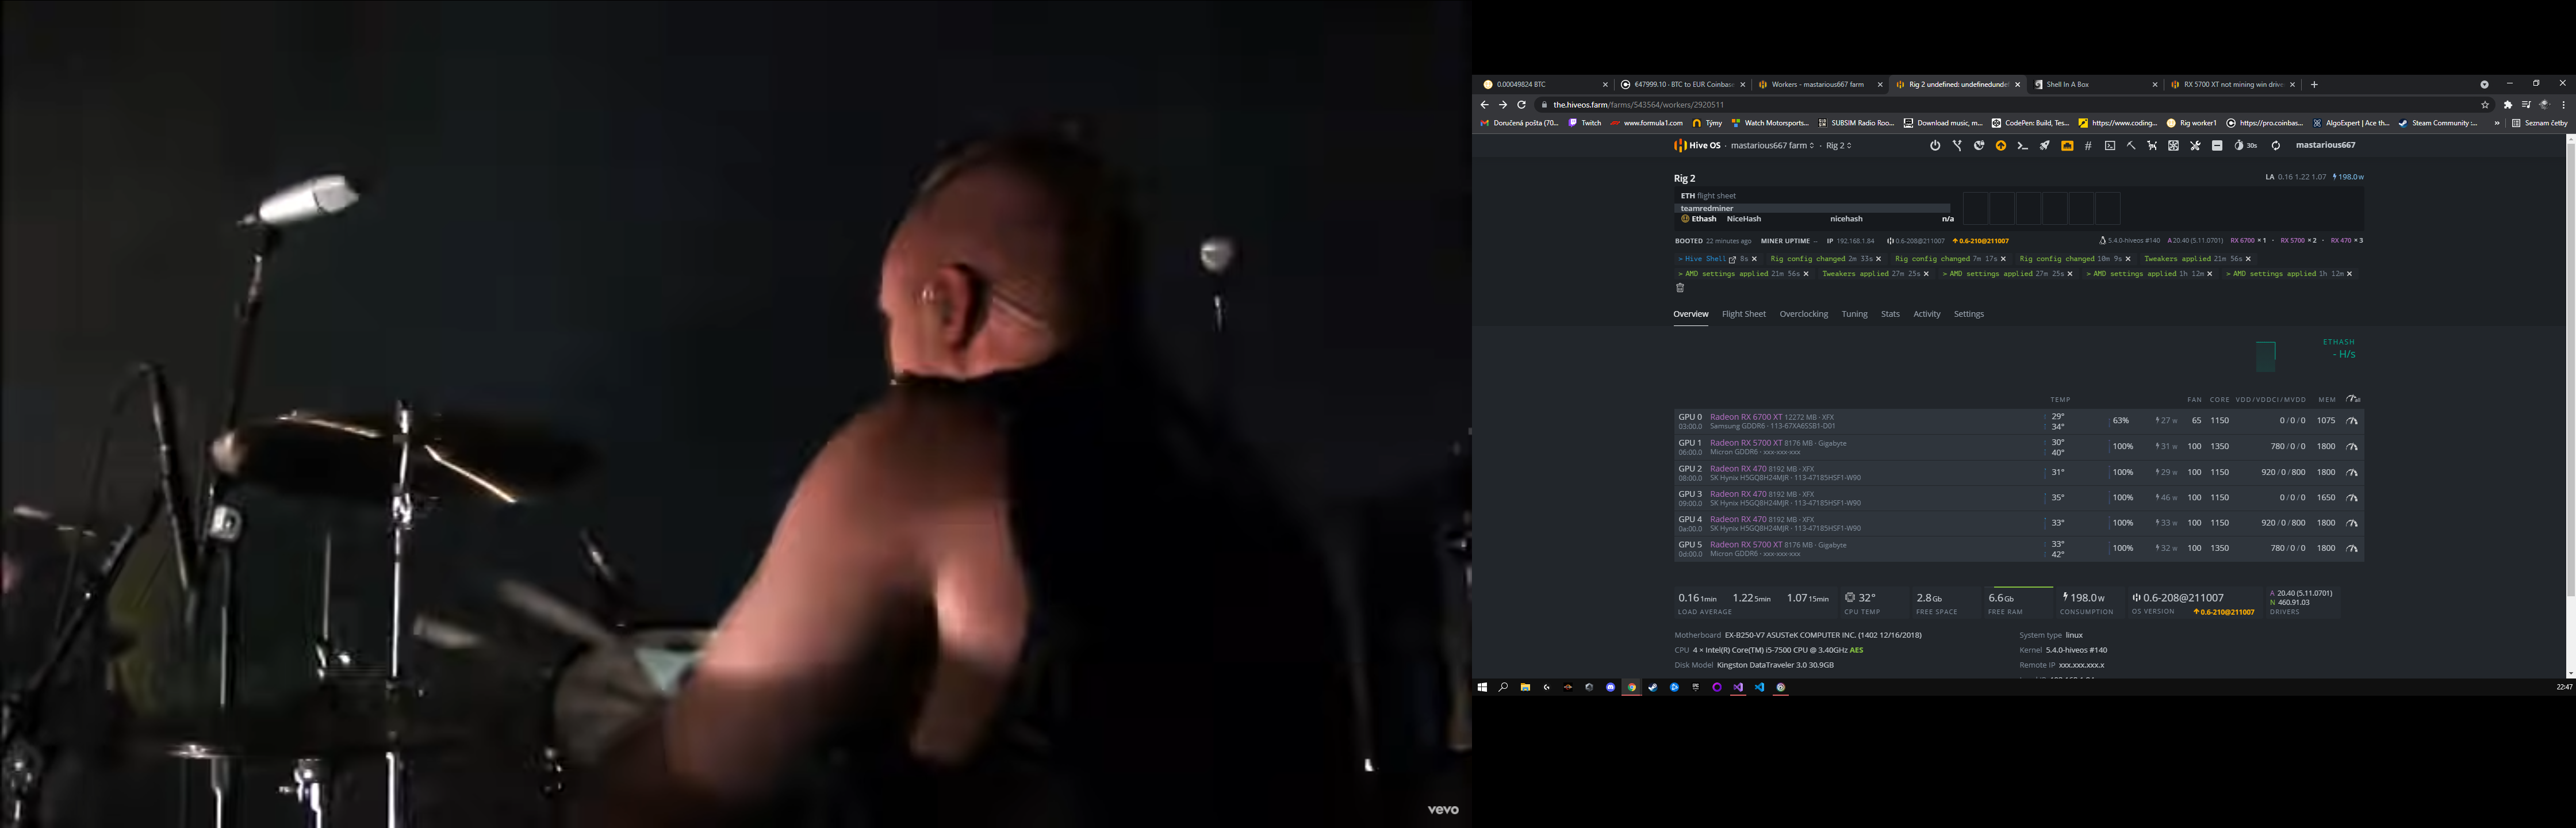 vevo
0.00049824 BTC
€47999.10 · BTC to EUR Coinbase
Workers – mastarious667 farm
Rig 2 undefined: undefinedundef
Shell In A Box
RX 5700 XT not mining win drive
the.hiveos.farm/farms/543564/workers/2920511
Doručená pošta (70... Twitch www.formula1.com Týmy Watch Motorsports... SUBSIM Radio Roo... Download music, m... CodePen: Build, Tes... https://www.coding... Rig worker1 https://pro.coinbas... AlgoExpert | Ace th... Steam Community :... » Seznam četby
Hive OS · mastarious667 farm · Rig 2 30s mastarious667
Rig 2 LA 0.16 1.22 1.07 198.0 w
ETH flight sheet
teamredminer
Ethash NiceHash nicehash n/a
BOOTED 22 minutes ago MINER UPTIME – IP 192.168.1.84 0.6-208@211007 0.6-210@211007 5.4.0-hiveos #140 A 20.40 (5.11.0701) RX 6700 × 1 · RX 5700 × 2 · RX 470 × 3
> Hive Shell 8s × Rig config changed 2m 33s × Rig config changed 7m 17s × Rig config changed 10m 9s × Tweakers applied 21m 56s ×
> AMD settings applied 21m 56s × Tweakers applied 27m 25s × > AMD settings applied 27m 25s × > AMD settings applied 1h 12m × > AMD settings applied 1h 12m ×
Overview Flight Sheet Overclocking Tuning Stats Activity Settings
ETHASH
- H/s
TEMP FAN CORE VDD/VDDCI/MVDD MEM
GPU 0 Radeon RX 6700 XT 12272 MB · XFX 29° 63% 27 w 65 1150 0 / 0 / 0 1075
03:00.0 Samsung GDDR6 · 113-67XA6SSB1-D01 34°
GPU 1 Radeon RX 5700 XT 8176 MB · Gigabyte 30° 100% 31 w 100 1350 780 / 0 / 0 1800
06:00.0 Micron GDDR6 · xxx-xxx-xxx 40°
GPU 2 Radeon RX 470 8192 MB · XFX 31° 100% 29 w 100 1150 920 / 0 / 800 1800
08:00.0 SK Hynix H5GQ8H24MJR · 113-47185HSF1-W90
GPU 3 Radeon RX 470 8192 MB · XFX 35° 100% 46 w 100 1150 0 / 0 / 0 1650
09:00.0 SK Hynix H5GQ8H24MJR · 113-47185HSF1-W90
GPU 4 Radeon RX 470 8192 MB · XFX 33° 100% 33 w 100 1150 920 / 0 / 800 1800
0a:00.0 SK Hynix H5GQ8H24MJR · 113-47185HSF1-W90
GPU 5 Radeon RX 5700 XT 8176 MB · Gigabyte 33° 100% 32 w 100 1350 780 / 0 / 0 1800
0d:00.0 Micron GDDR6 · xxx-xxx-xxx 42°
0.16 1min 1.22 5min 1.07 15min 32° 2.8 Gb 6.6 Gb 198.0 w 0.6-208@211007 A 20.40 (5.11.0701)
N 460.91.03
LOAD AVERAGE CPU TEMP FREE SPACE FREE RAM CONSUMPTION OS VERSION 0.6-210@211007 DRIVERS
Motherboard EX-B250-V7 ASUSTeK COMPUTER INC. (1402 12/16/2018) System type linux
CPU 4 × Intel(R) Core(TM) i5-7500 CPU @ 3.40GHz AES Kernel 5.4.0-hiveos #140
Disk Model Kingston DataTraveler 3.0 30.9GB Remote IP xxx.xxx.xxx.x
22:47